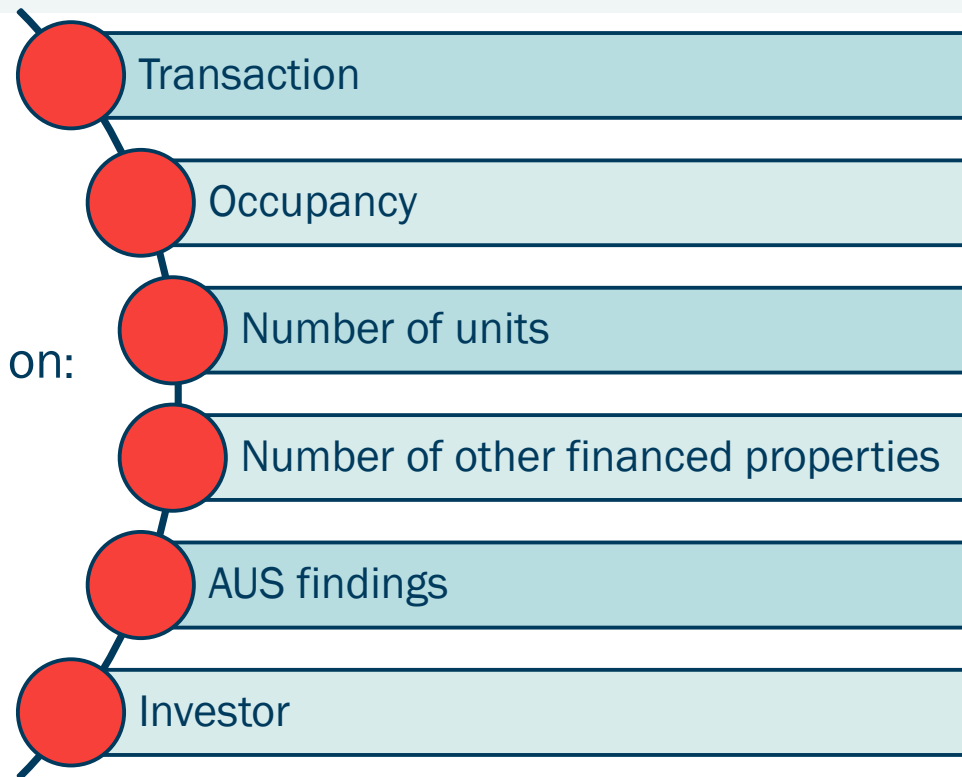 Transaction
Occupancy
Number of units
on:
Number of other financed properties
AUS findings
Investor